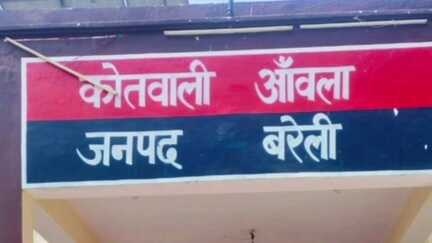 कोतवाली आँवला
जनपद बरेली